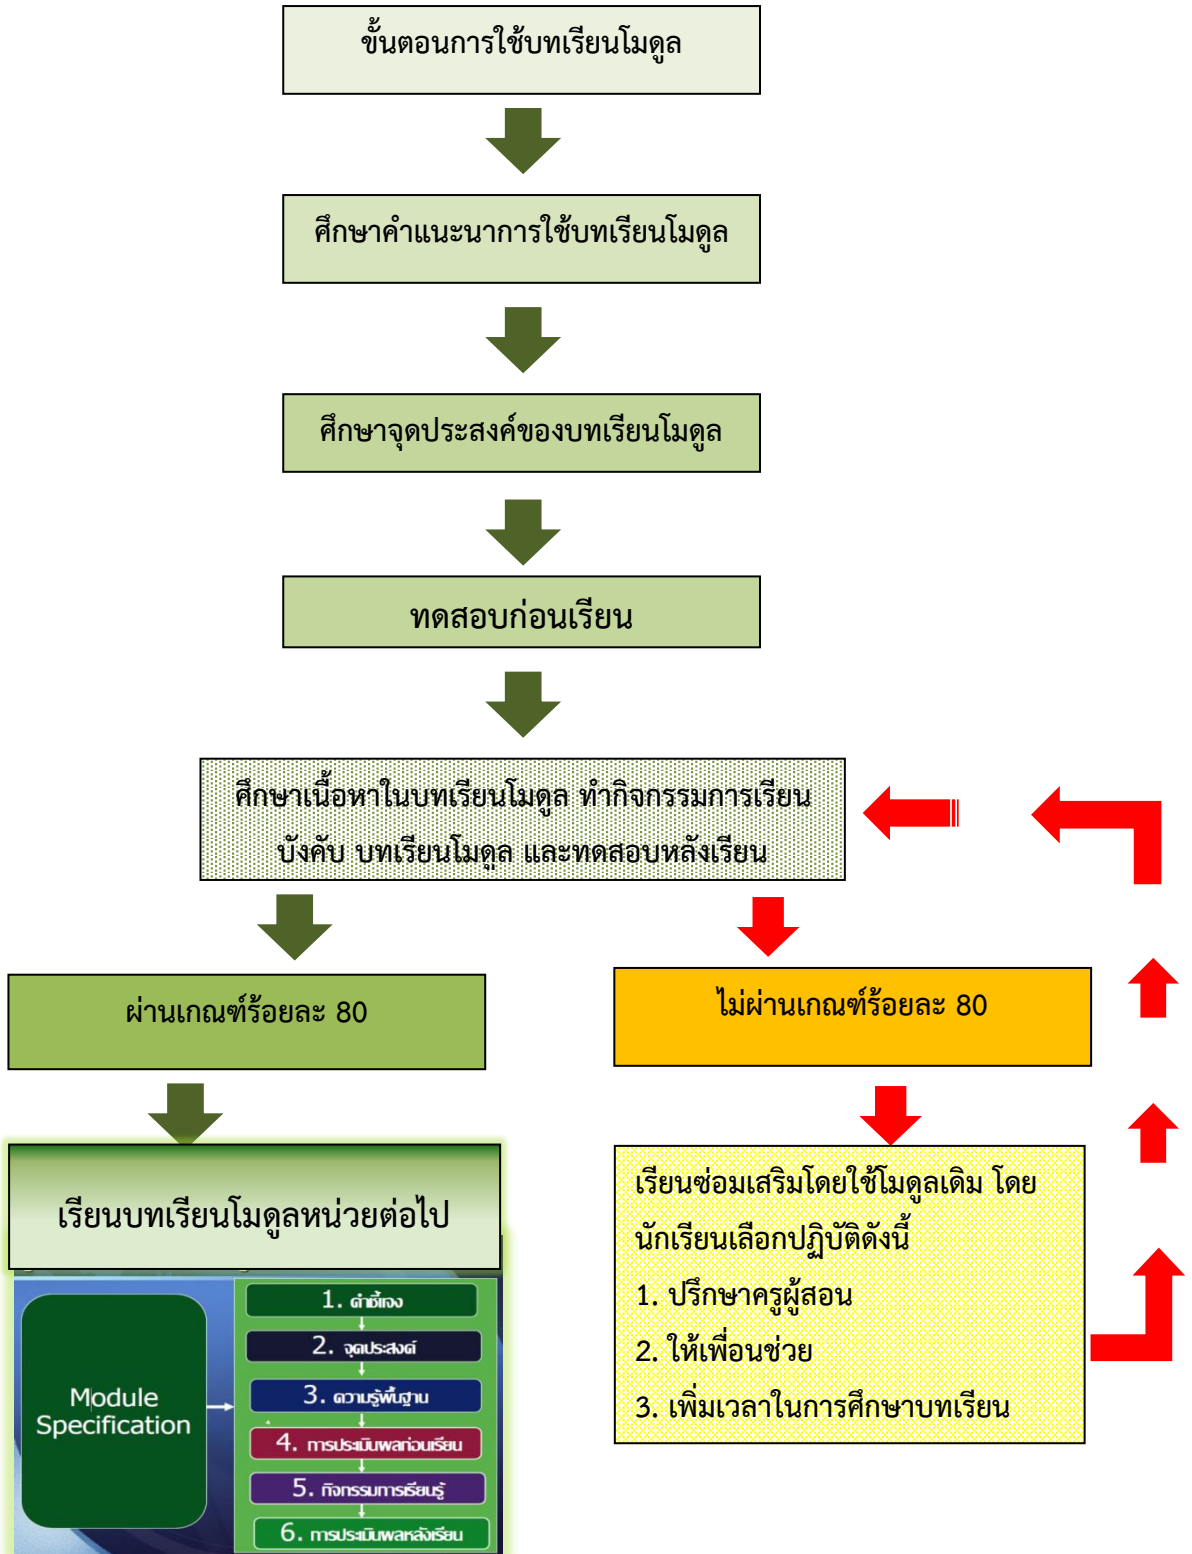 ขั้นตอนการใช้บทเรียนโมดูล
ศึกษาคำแนะนาการใช้บทเรียนโมดูล
ศึกษาจุดประสงค์ของบทเรียนโมดูล
ทดสอบก่อนเรียน
ศึกษาเนื้อหาในบทเรียนโมดูล ทำกิจกรรมการเรียน
บังคับ บทเรียนโมดูล และทดสอบหลังเรียน
ผ่านเกณฑ์ร้อยละ 80
ไม่ผ่านเกณฑ์ร้อยละ 80
เรียนบทเรียนโมดูลหน่วยต่อไป
เรียนซ่อมเสริมโดยใช้โมดูลเดิม โดย
นักเรียนเลือกปฏิบัติดังนี้
1. ปรึกษาครูผู้สอน
2. ให้เพื่อนช่วย
3. เพิ่มเวลาในการศึกษาบทเรียน
Module
Specification
1. คำชี้แจง
2. จุดประสงค์
3. ความรู้พื้นฐาน
4. การประเมินผลก่อนเรียน
5. กิจกรรมการเรียนรู้
6. การประเมินผลหลังเรียน